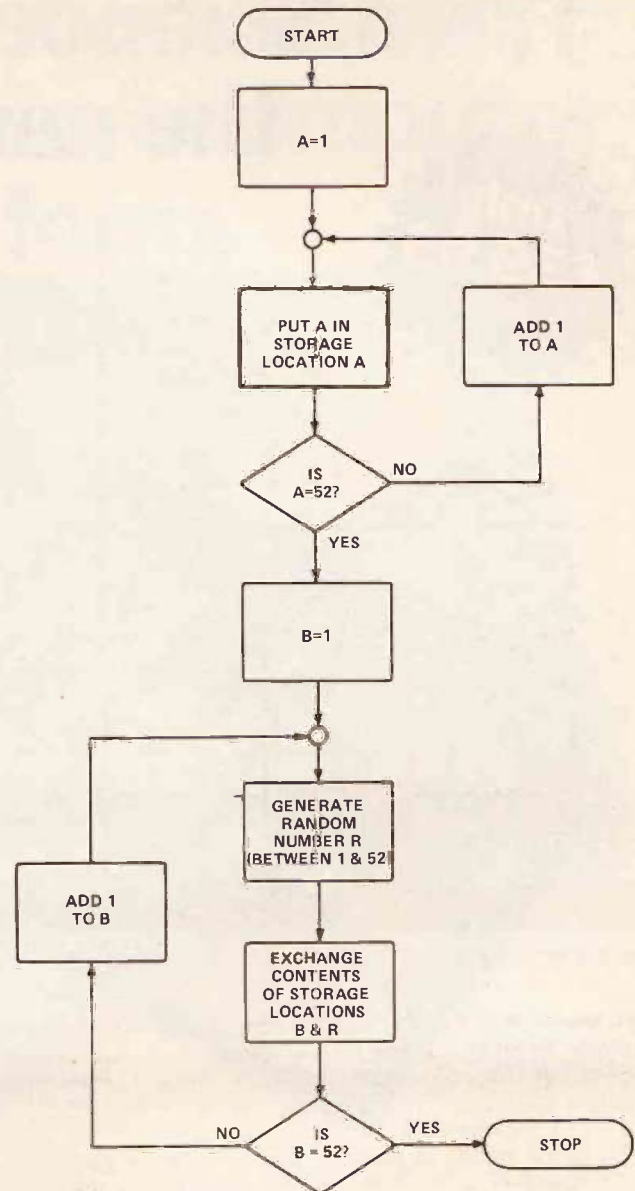 START
A=1
PUT A IN
STORAGE
LOCATION A
ADD 1
TO A
IS
A=52?
NO
YES
B=1
GENERATE
RANDOM
NUMBER R
(BETWEEN 1 & 52
ADD 1
TO B
EXCHANGE
CONTENTS
OF STORAGE
LOCATIONS
B & R
NO
IS
B = 52?
YES
STOP